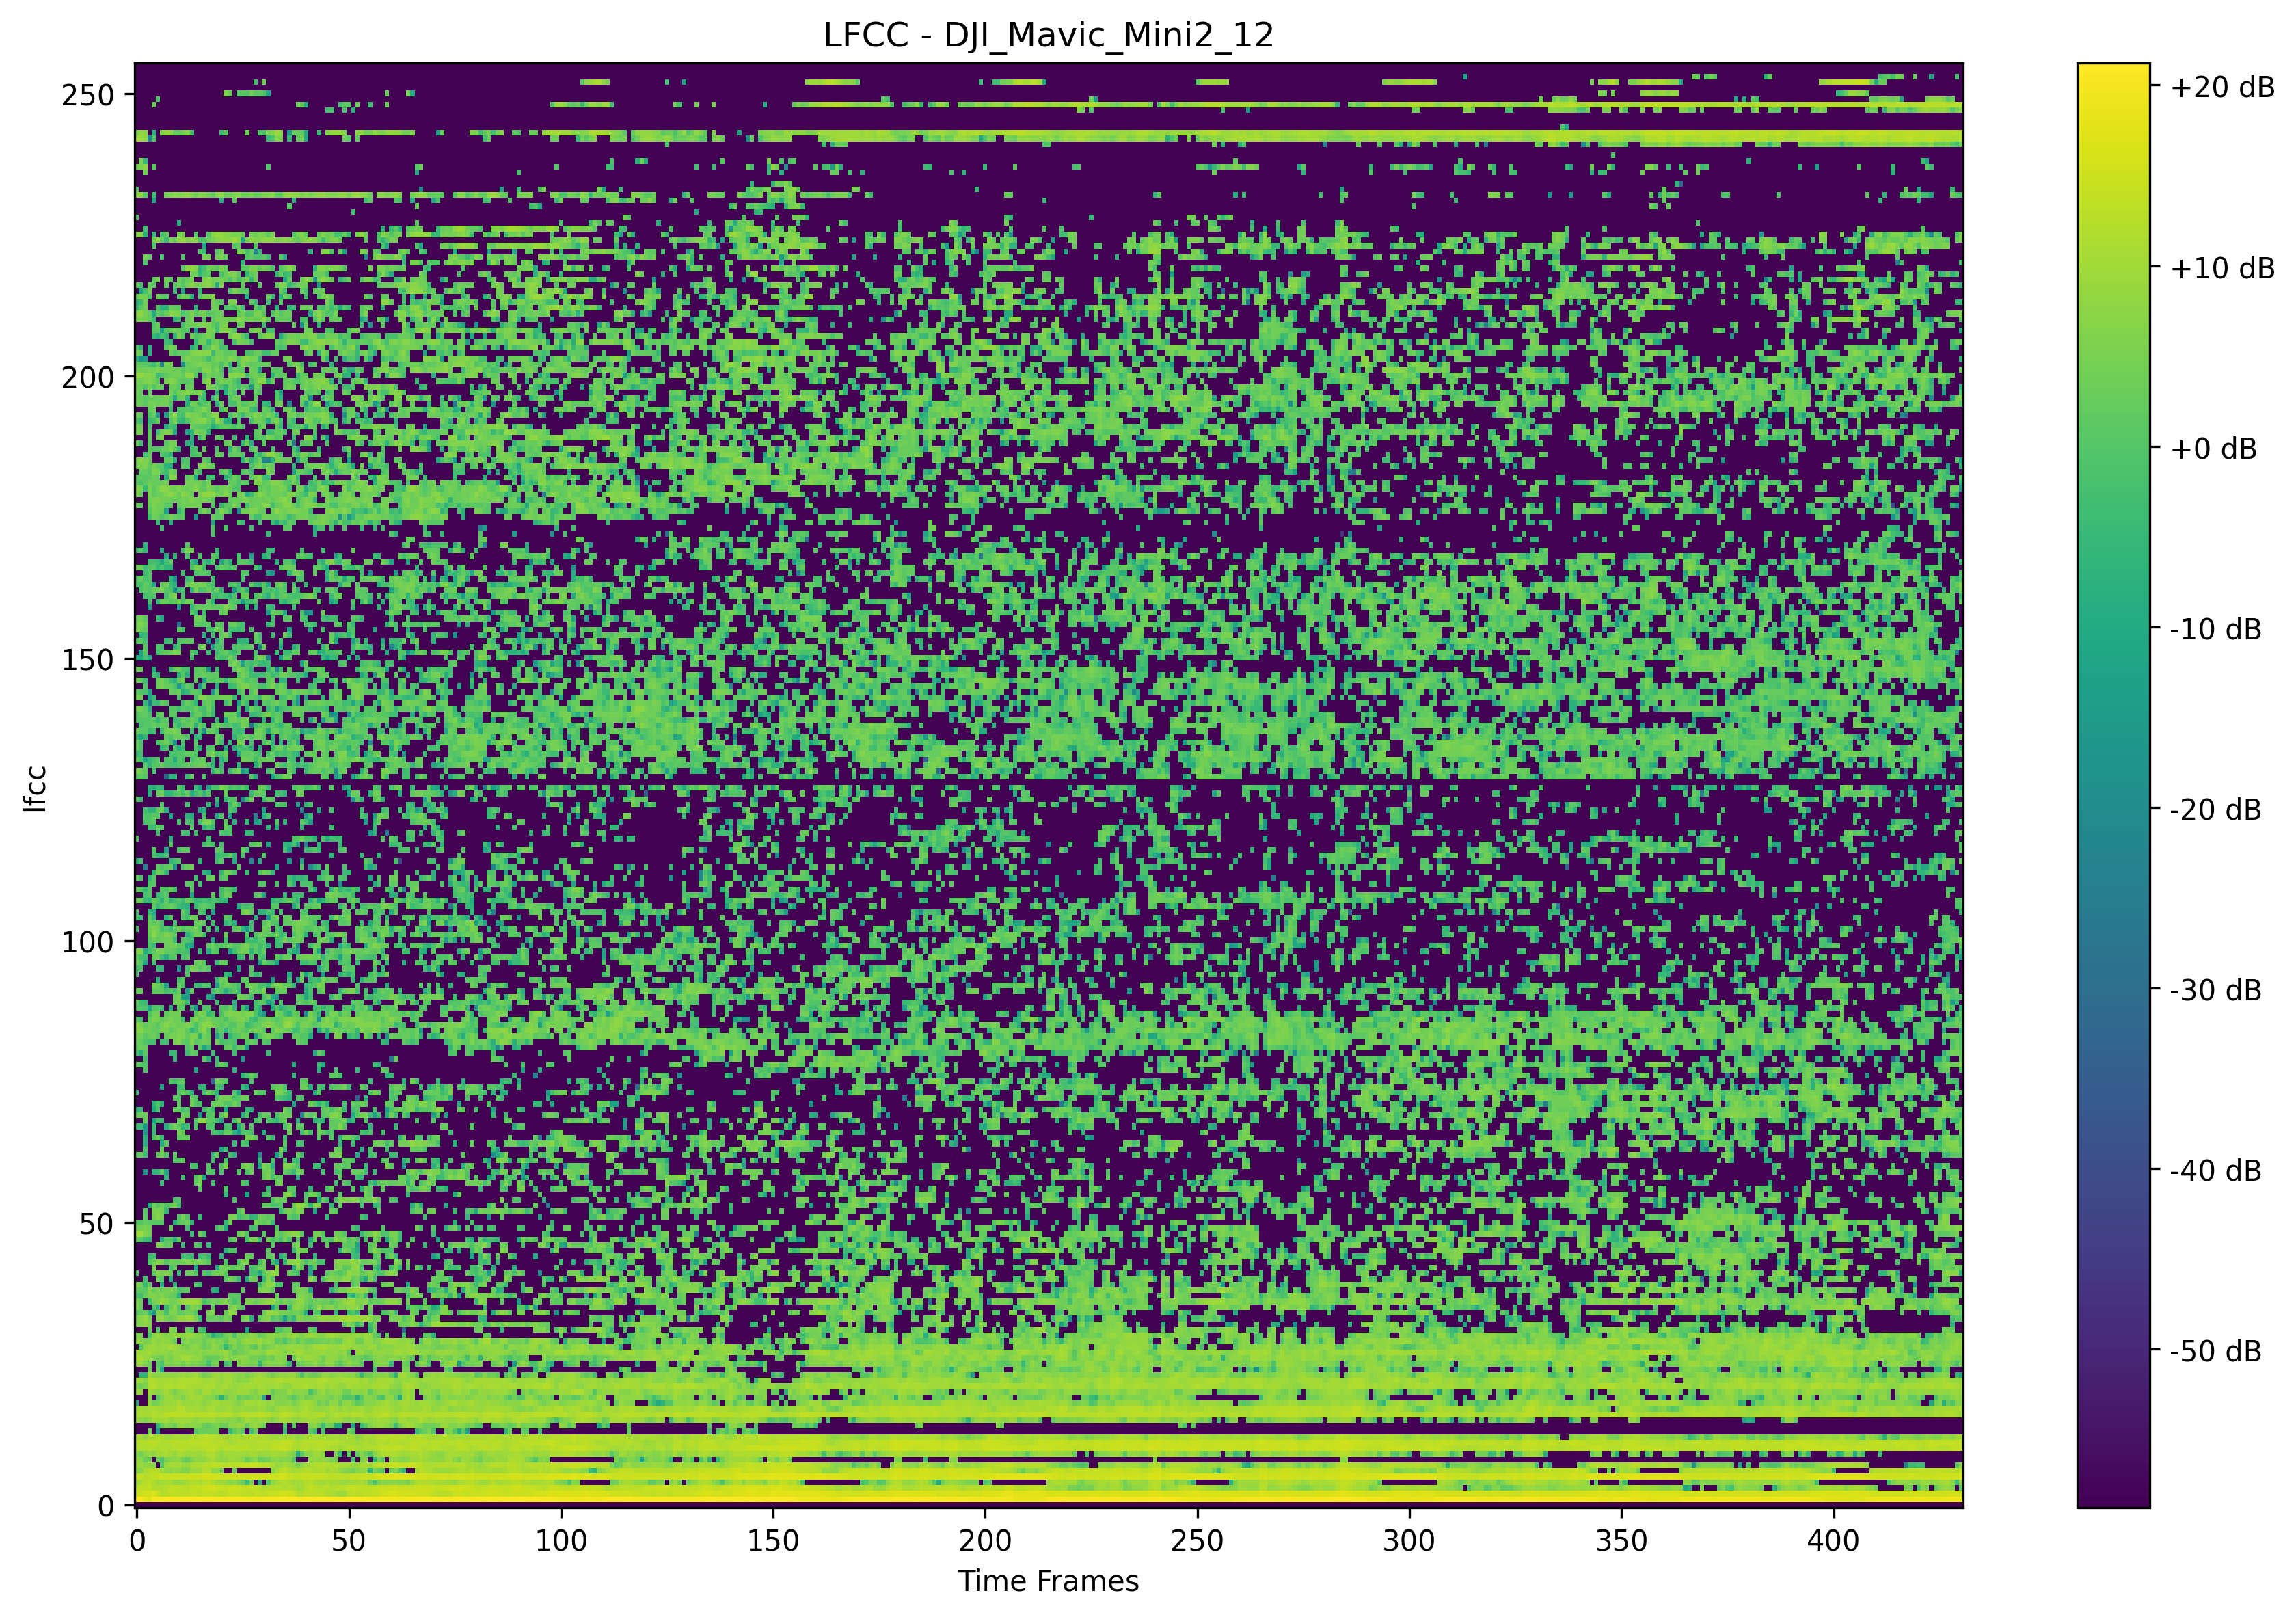 LFCC - DJI_Mavic_Mini2_12
250
200
150
100
50
0
lfcc
0 50 100 150 200 250 300 350 400
Time Frames
+20 dB
+10 dB
+0 dB
-10 dB
-20 dB
-30 dB
-40 dB
-50 dB